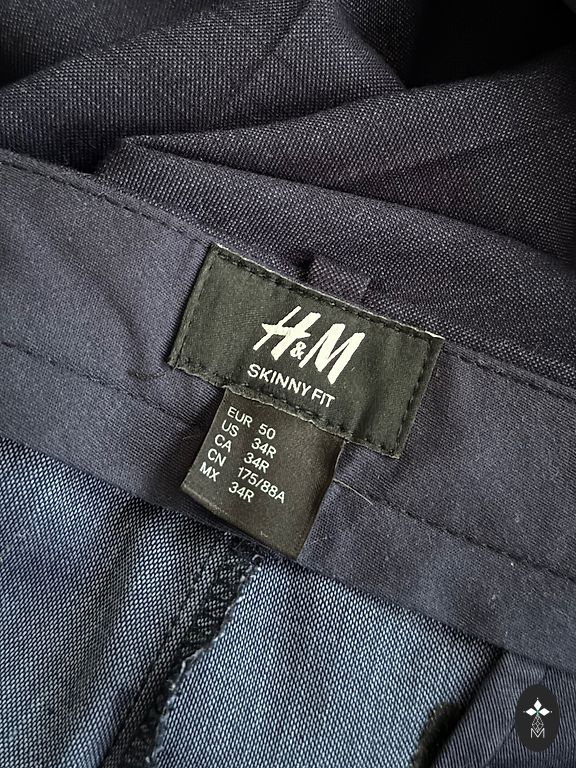 H&M
SKINNY FIT
EUR 50
US 34R
CA 34R
CN 175/88A
MX 34R
M